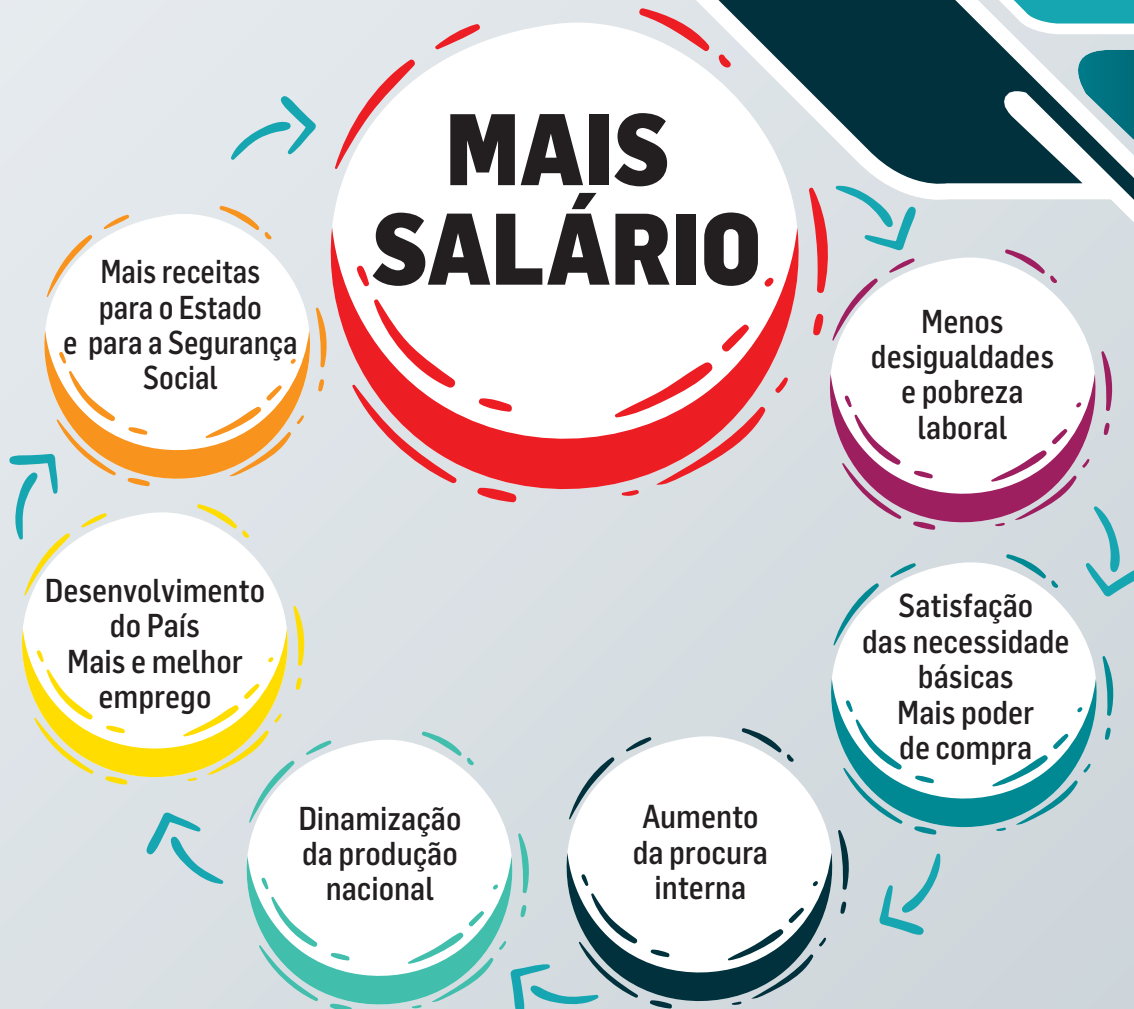 MAIS
SALÁRIO
Menos
desigualdades
e pobreza
laboral
Satisfação
das necessidade
básicas
Mais poder
de compra
Aumento
da procura
interna
Dinamização
da produção
nacional
Desenvolvimento
do País
Mais e melhor
emprego
Mais receitas
para o Estado
e para a Segurança
Social